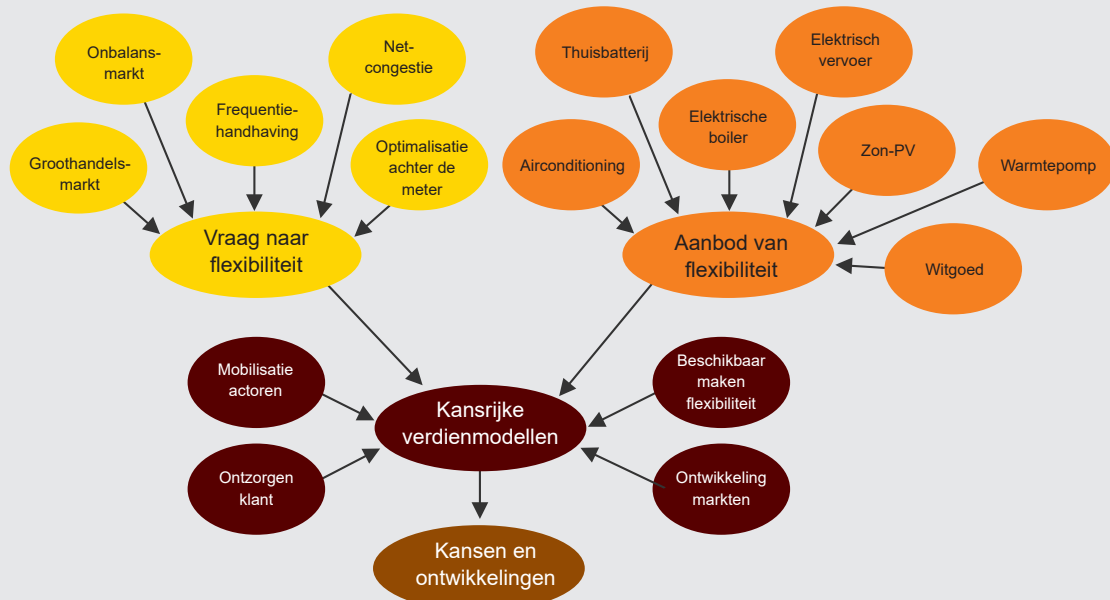 Onbalans-
markt
Net-
congestie
Frequentie-
handhaving
Groothandels-
markt
Optimalisatie
achter de
meter
Vraag naar
flexibiliteit
Thuisbatterij
Elektrisch
vervoer
Elektrische
boiler
Airconditioning
Zon-PV
Warmtepomp
Aanbod van
flexibiliteit
Witgoed
Mobilisatie
actoren
Beschikbaar
maken
flexibiliteit
Kansrijke
verdienmodellen
Ontzorgen
klant
Ontwikkeling
markten
Kansen en
ontwikkelingen